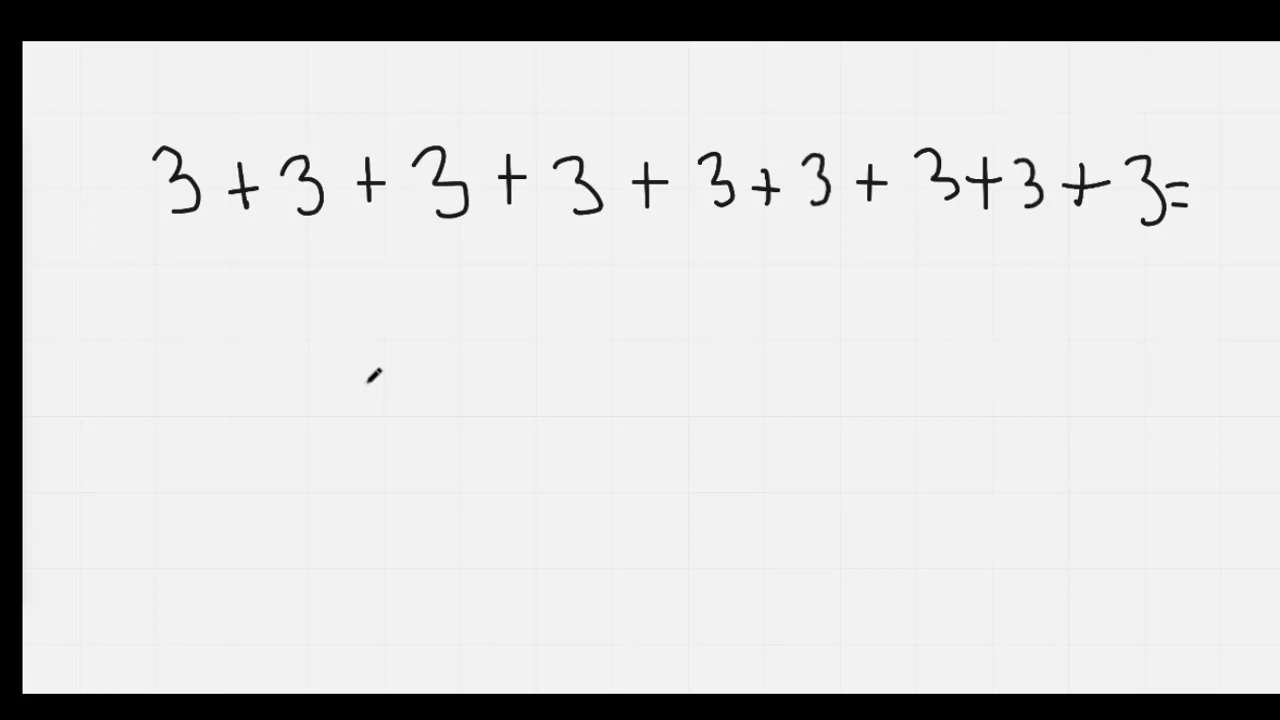 3 + 3 + 3 + 3 + 3 + 3 + 3 + 3 + 3 =